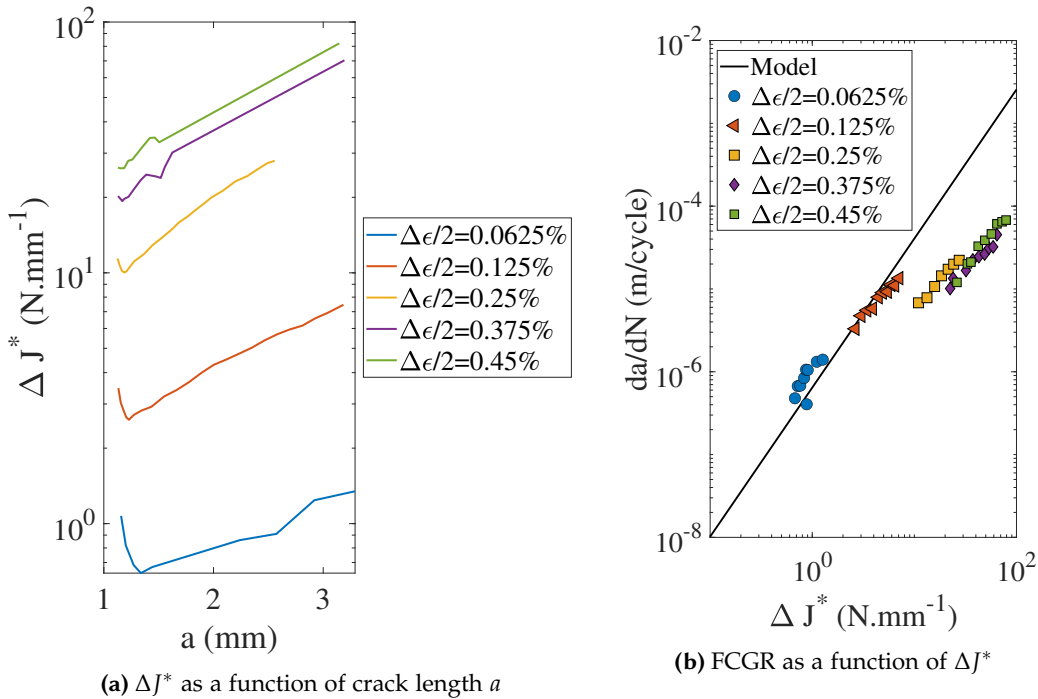 10²
10¹
10⁰
Δ J* (N.mm⁻¹)
1 2 3
a (mm)
Δϵ/2=0.0625%
Δϵ/2=0.125%
Δϵ/2=0.25%
Δϵ/2=0.375%
Δϵ/2=0.45%
(a) ΔJ* as a function of crack length a
10⁻²
10⁻⁴
10⁻⁶
10⁻⁸
da/dN (m/cycle)
Model
Δϵ/2=0.0625%
Δϵ/2=0.125%
Δϵ/2=0.25%
Δϵ/2=0.375%
Δϵ/2=0.45%
10⁰ 10²
Δ J* (N.mm⁻¹)
(b) FCGR as a function of ΔJ*